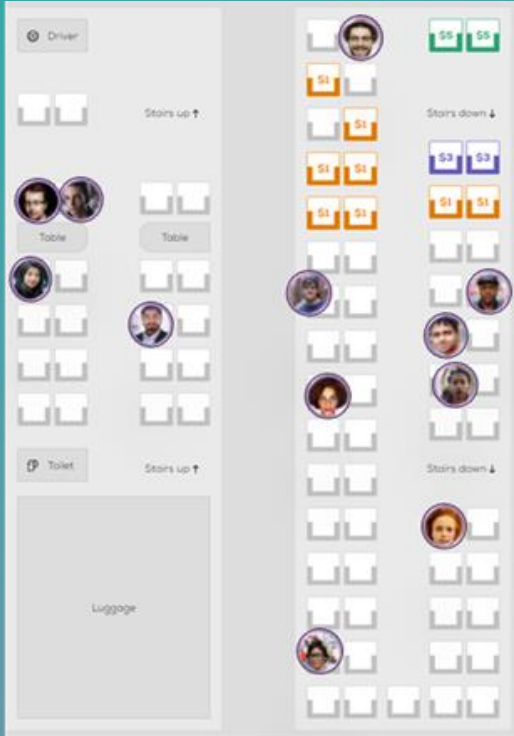 Driver
Stairs up ↑
Table
Table
Toilet
Stairs up ↑
Luggage
$5 $5
$1
Stairs down ↓
$1
$1 $1
$3 $3
$1 $1
$1 $1
Stairs down ↓